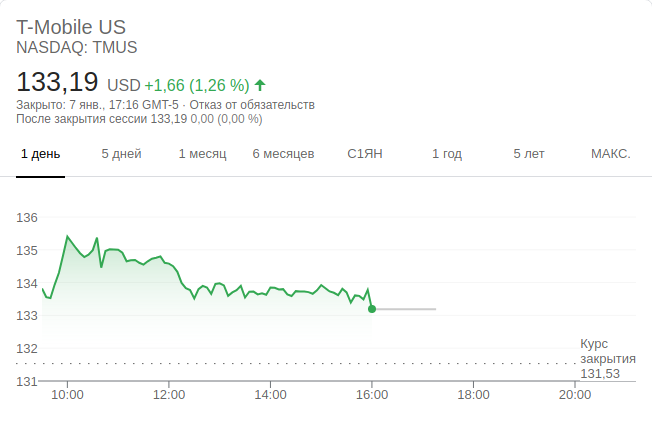 T-Mobile US
NASDAQ: TMUS
133,19 USD +1,66 (1,26 %)
Закрыто: 7 янв., 17:16 GMT-5 · Отказ от обязательств
После закрытия сессии 133,19 0,00 (0,00 %)
1 день 5 дней 1 месяц 6 месяцев С1ЯН 1 год 5 лет МАКС.
136
135
134
133
132
131
Курс
закрытия
131,53
10:00 12:00 14:00 16:00 18:00 20:00